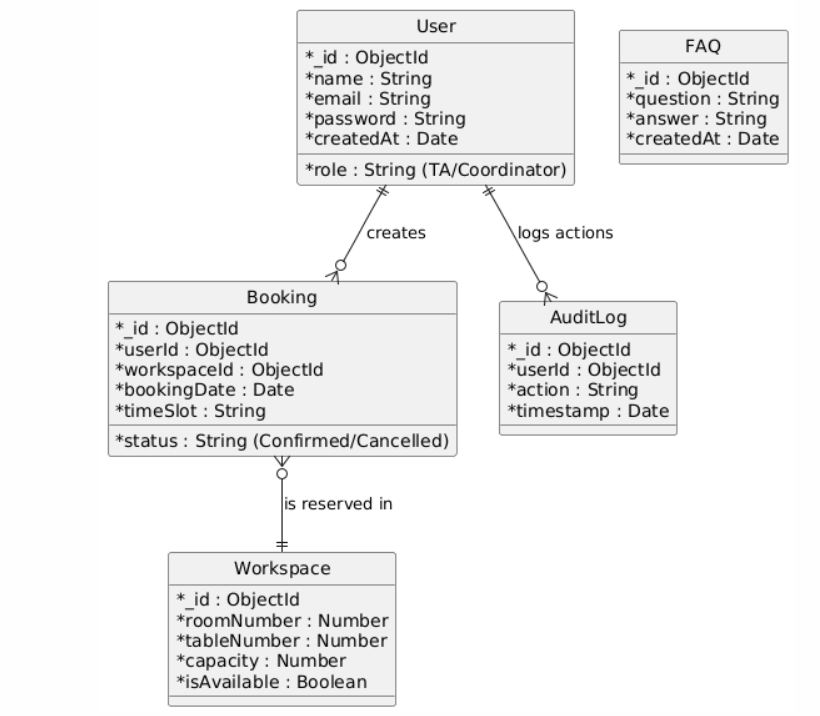 User
*_id : ObjectId
*name : String
*email : String
*password : String
*createdAt : Date
*role : String (TA/Coordinator)
FAQ
*_id : ObjectId
*question : String
*answer : String
*createdAt : Date
creates
logs actions
Booking
*_id : ObjectId
*userId : ObjectId
*workspaceId : ObjectId
*bookingDate : Date
*timeSlot : String
*status : String (Confirmed/Cancelled)
AuditLog
*_id : ObjectId
*userId : ObjectId
*action : String
*timestamp : Date
is reserved in
Workspace
*_id : ObjectId
*roomNumber : Number
*tableNumber : Number
*capacity : Number
*isAvailable : Boolean